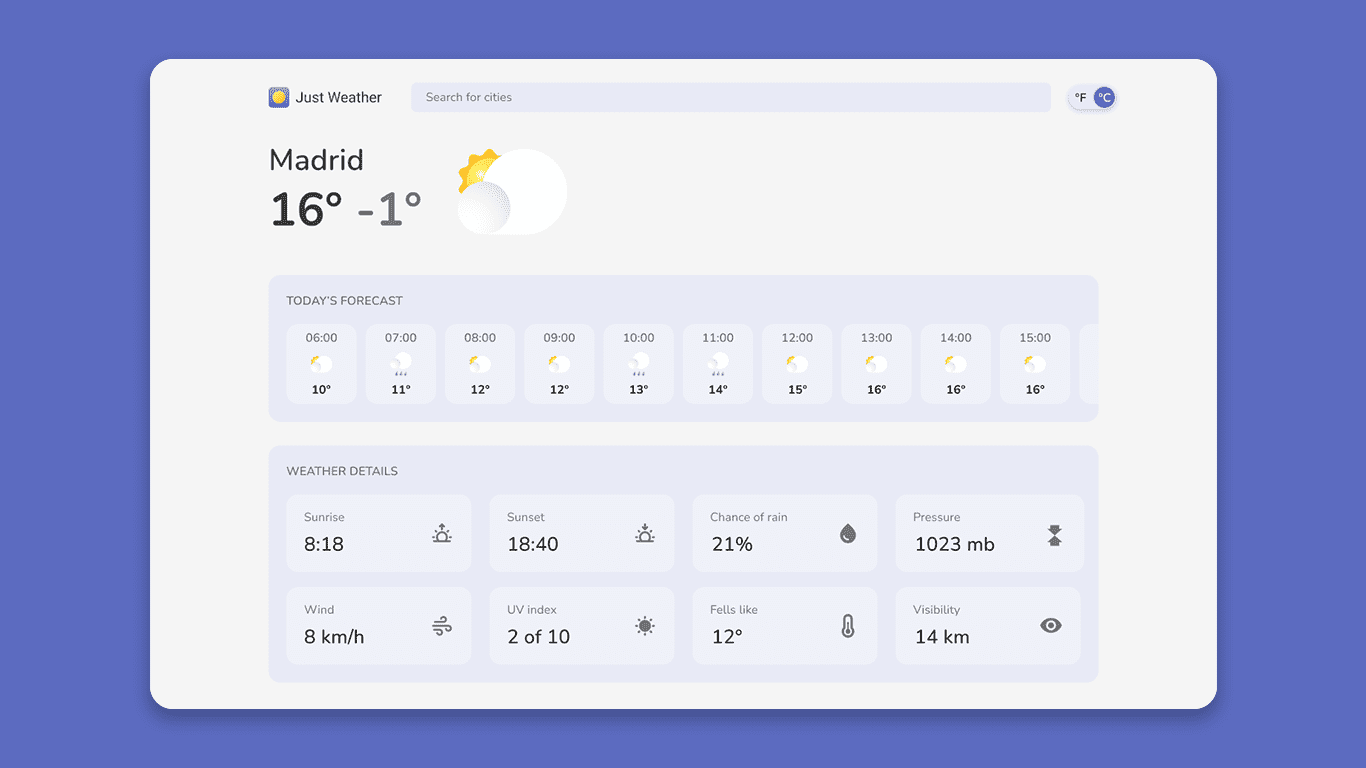 Just Weather
Search for cities
°F °C
Madrid
16° -1°
TODAY'S FORECAST
06:00 07:00 08:00 09:00 10:00 11:00 12:00 13:00 14:00 15:00
10° 11° 12° 12° 13° 14° 15° 16° 16° 16°
WEATHER DETAILS
Sunrise
8:18
Sunset
18:40
Chance of rain
21%
Pressure
1023 mb
Wind
8 km/h
UV index
2 of 10
Fells like
12°
Visibility
14 km